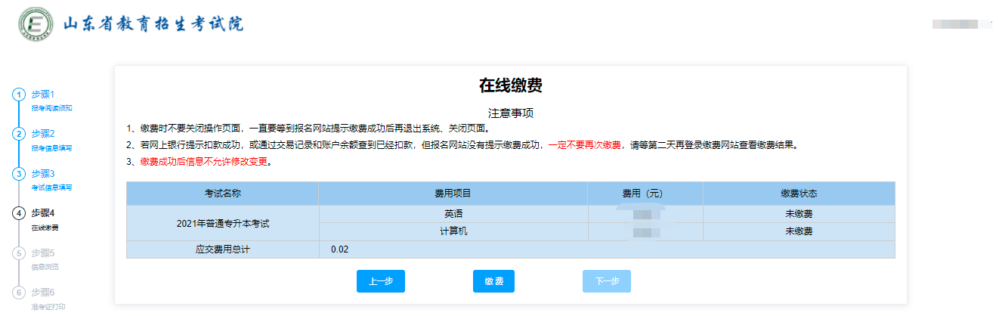 山东省教育招生考试院
1 步骤1
报考阅读须知
2 步骤2
报考信息填写
3 步骤3
考试信息填写
4 步骤4
在线缴费
5 步骤5
信息浏览
6 步骤6
准考证打印
在线缴费
注意事项
1、缴费时不要关闭操作页面，一直要等到报名网站提示缴费成功后再退出系统、关闭页面。
2、若网上银行提示扣款成功，或通过交易记录和账户余额查到已经扣款，但报名网站没有提示缴费成功，一定不要再次缴费，请等第二天再登录缴费网站查看缴费结果。
3、缴费成功后信息不允许修改变更。
考试名称 费用项目 费用（元） 缴费状态
2021年普通专升本考试
英语 未缴费
计算机 未缴费
应交费用总计 0.02
上一步 缴费 下一步